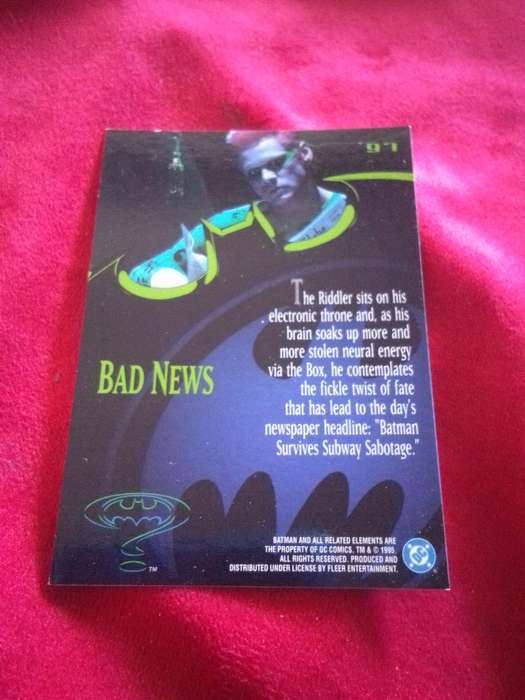 97
The Riddler sits on his
electronic throne and, as his
brain soaks up more and
more stolen neural energy
via the Box, he contemplates
the fickle twist of fate
that has lead to the day's
newspaper headline: "Batman
Survives Subway Sabotage."
BAD NEWS
TM
BATMAN AND ALL RELATED ELEMENTS ARE
THE PROPERTY OF DC COMICS. TM & © 1995.
ALL RIGHTS RESERVED. PRODUCED AND
DISTRIBUTED UNDER LICENSE BY FLEER ENTERTAINMENT.
DC